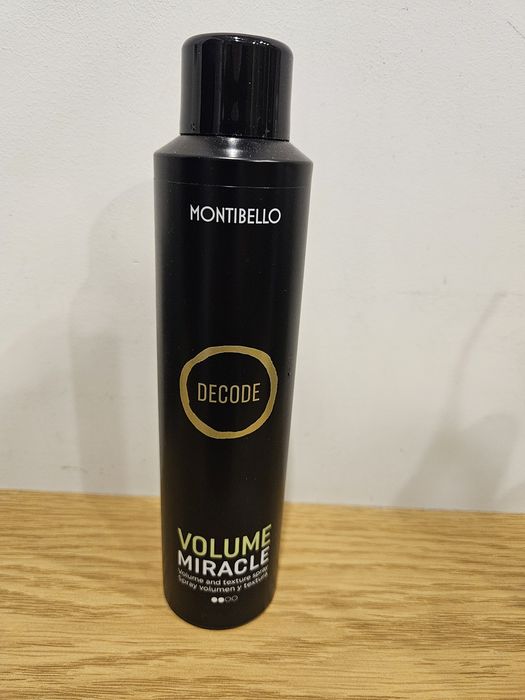 MONTIBELLO
DECODE
VOLUME
MIRACLE
Volume and texture spray
Spray volumen y textura